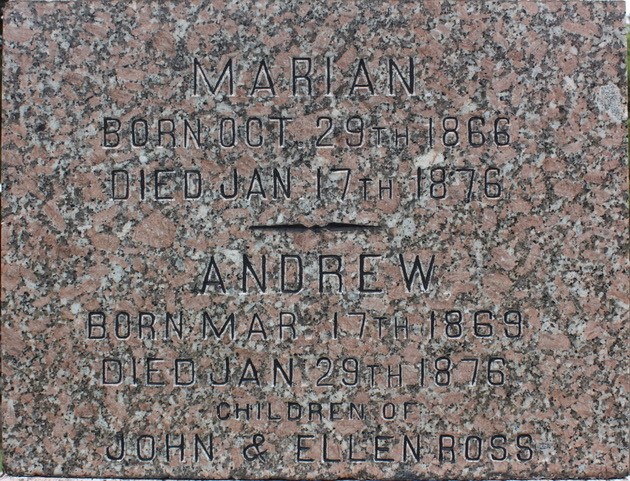 MARIAN
BORN OCT 29TH 1866
DIED JAN 17TH 1876
ANDREW
BORN MAR 17TH 1869
DIED JAN 29TH 1876
CHILDREN OF
JOHN & ELLEN ROSS